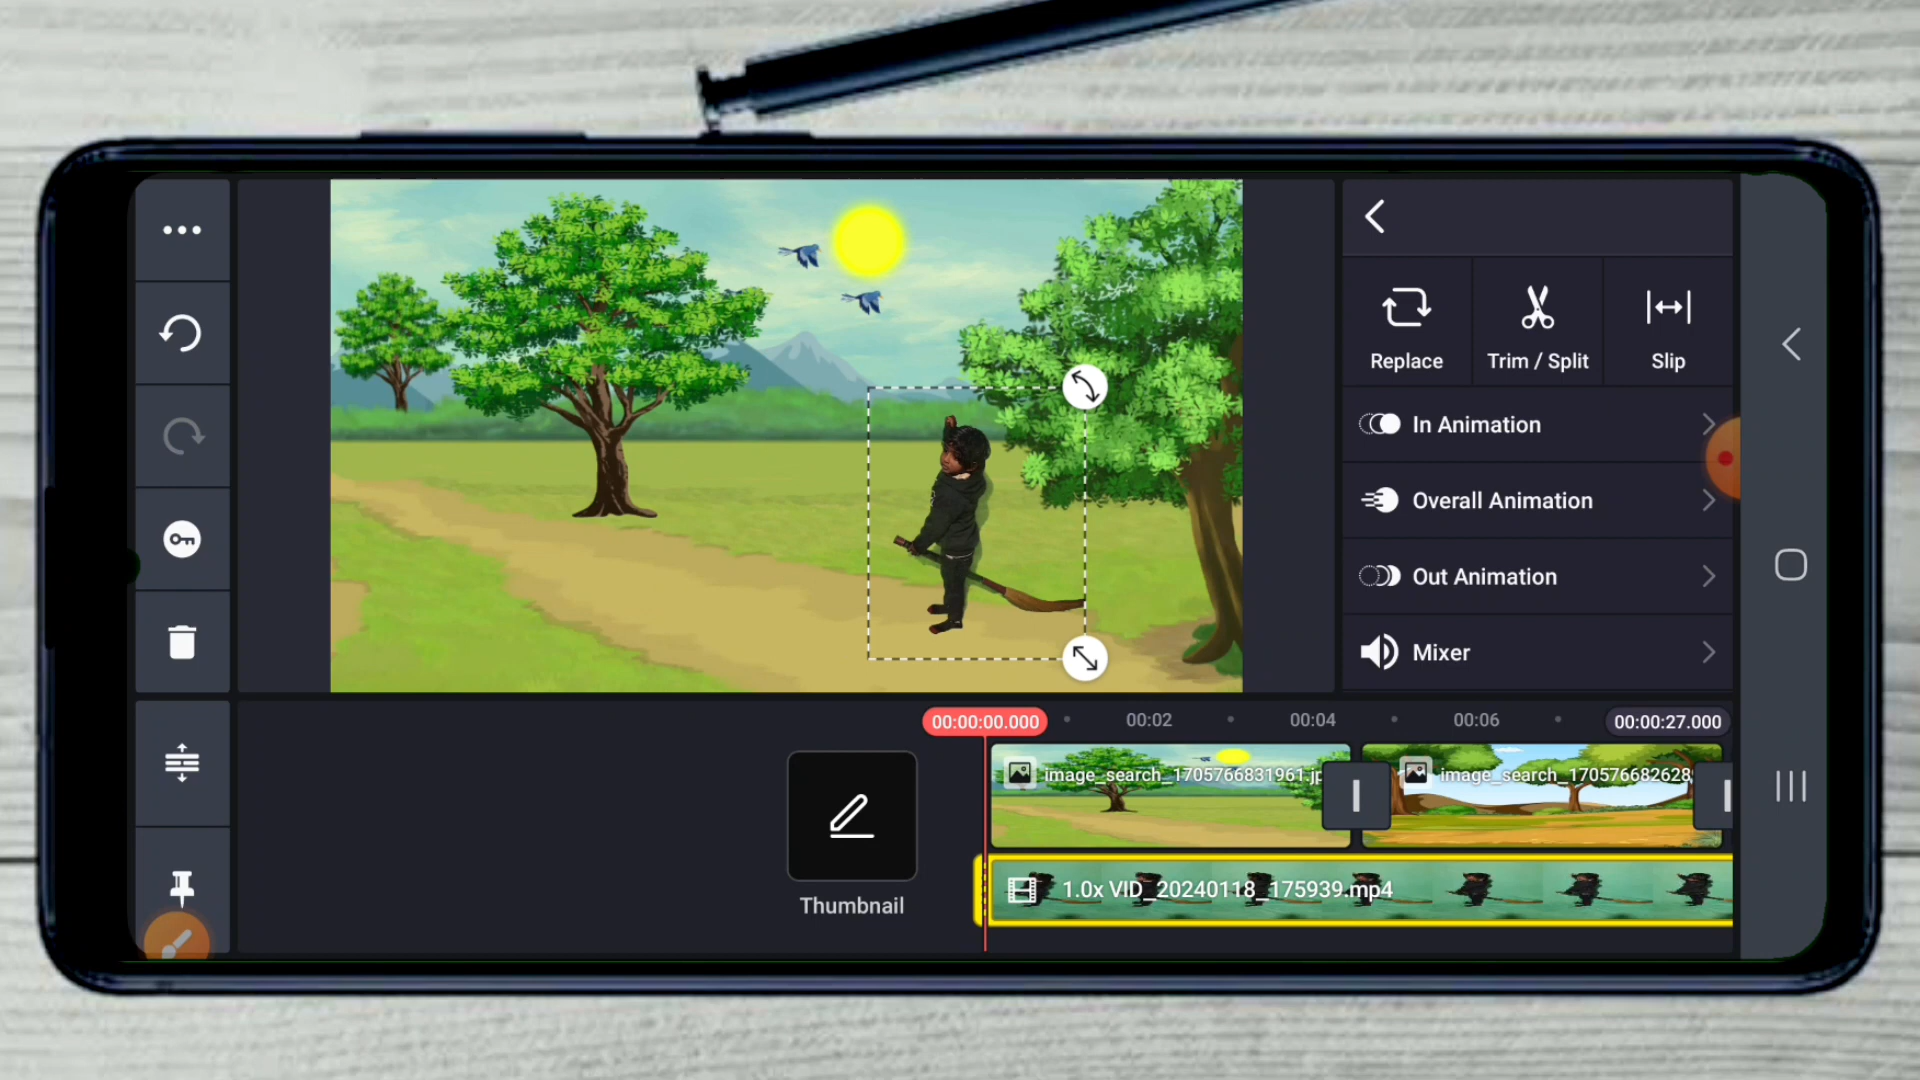 Replace
Trim / Split
Slip
In Animation
Overall Animation
Out Animation
Mixer
00:00:00.000
00:02
00:04
00:06
00:00:27.000
image_search_1705766831961.jp
image_search_170576682628
Thumbnail
1.0x VID_20240118_175939.mp4